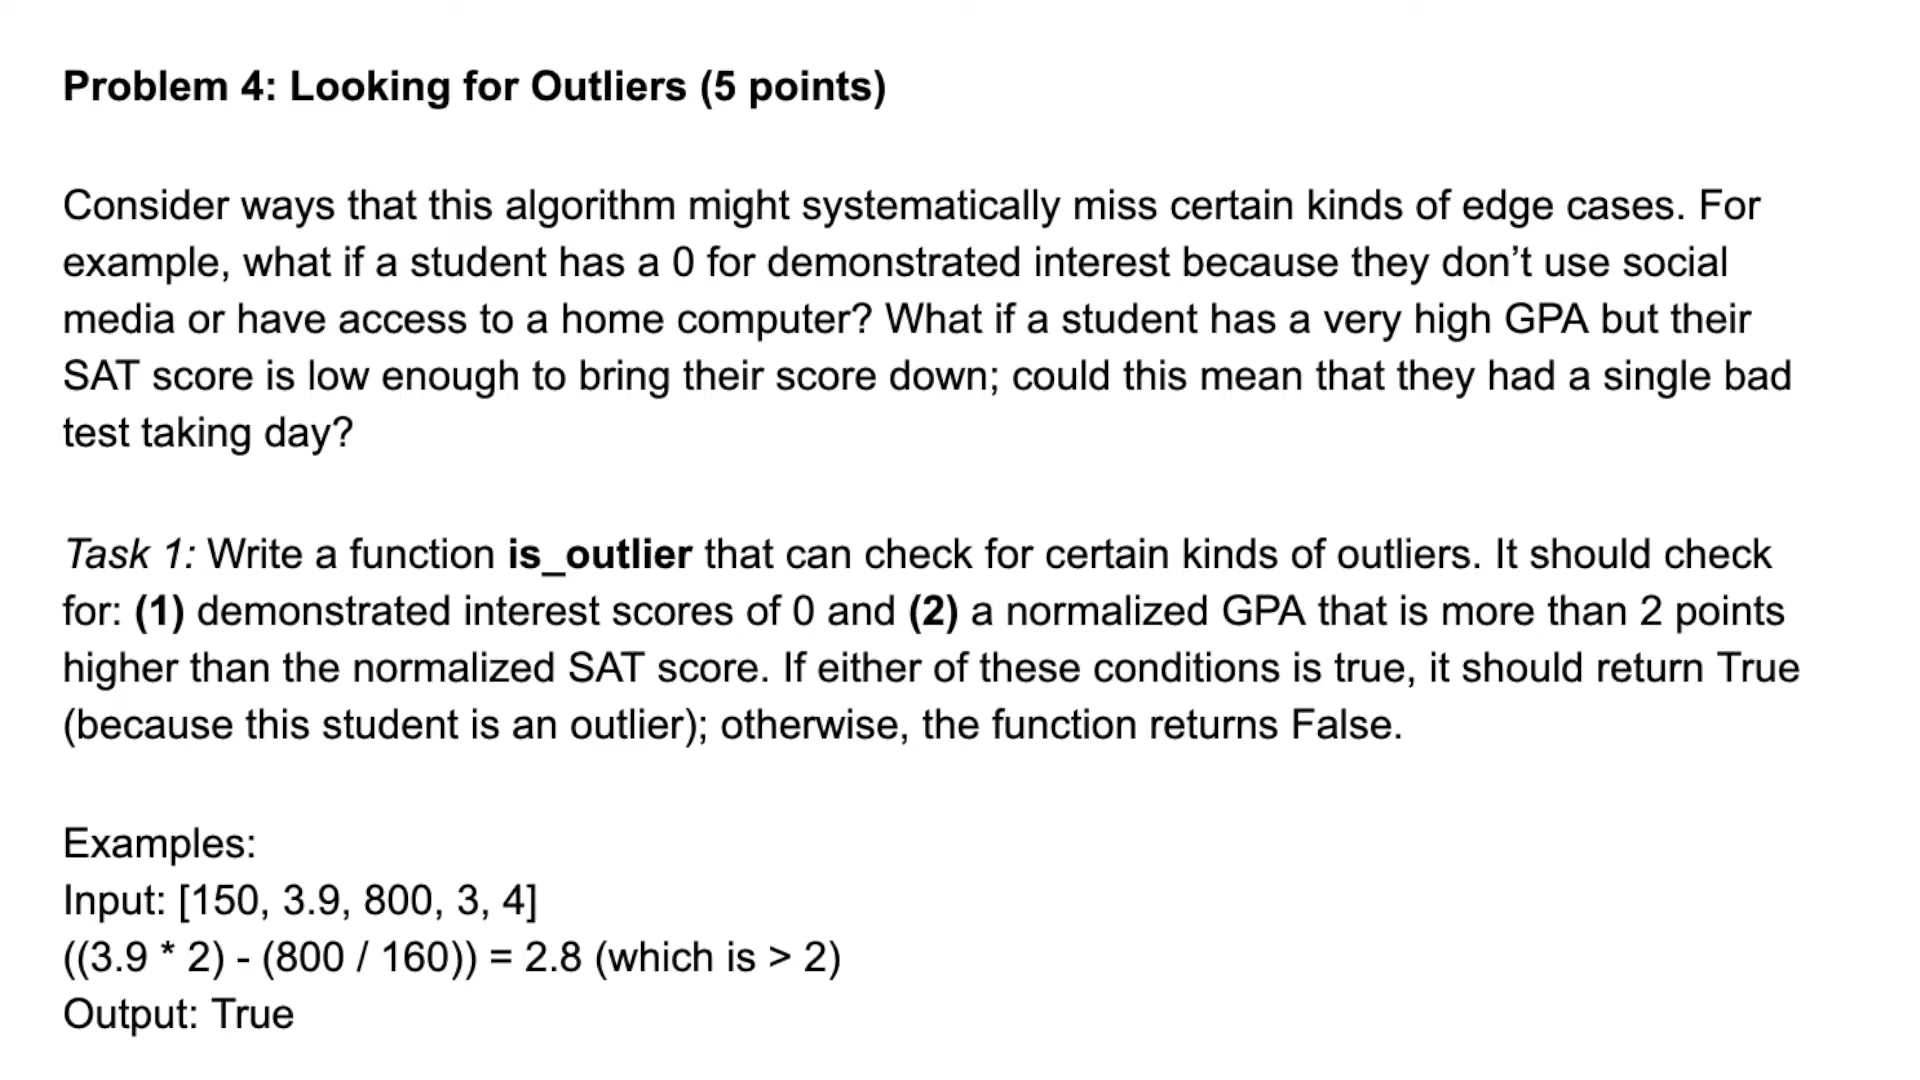 Problem 4: Looking for Outliers (5 points)
Consider ways that this algorithm might systematically miss certain kinds of edge cases. For
example, what if a student has a 0 for demonstrated interest because they don’t use social
media or have access to a home computer? What if a student has a very high GPA but their
SAT score is low enough to bring their score down; could this mean that they had a single bad
test taking day?
Task 1: Write a function is_outlier that can check for certain kinds of outliers. It should check
for: (1) demonstrated interest scores of 0 and (2) a normalized GPA that is more than 2 points
higher than the normalized SAT score. If either of these conditions is true, it should return True
(because this student is an outlier); otherwise, the function returns False.
Examples:
Input: [150, 3.9, 800, 3, 4]
((3.9 * 2) - (800 / 160)) = 2.8 (which is > 2)
Output: True